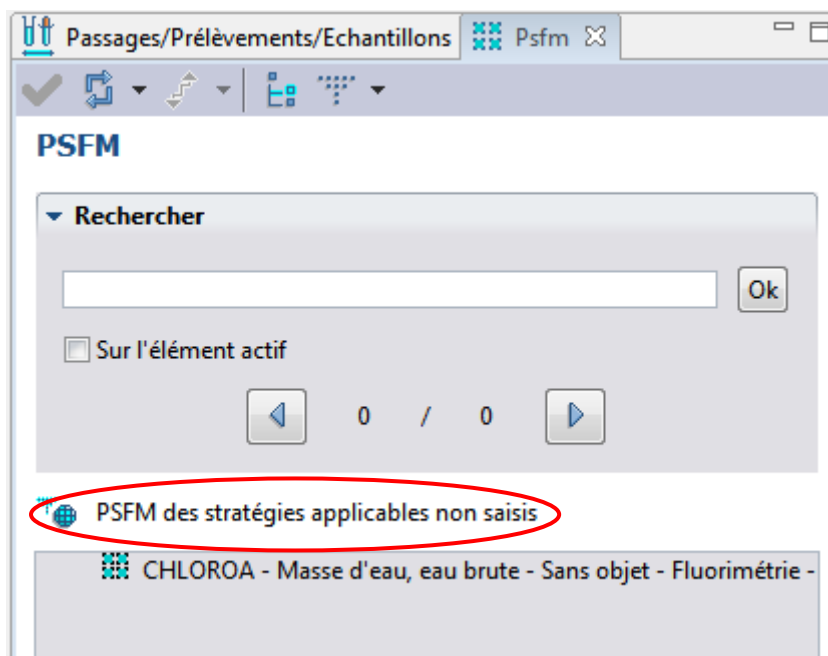 Passages/Prélèvements/Echantillons Psfm
PSFM
Rechercher
Ok
Sur l'élément actif
0 / 0
PSFM des stratégies applicables non saisis
CHLOROA - Masse d'eau, eau brute - Sans objet - Fluorimétrie -